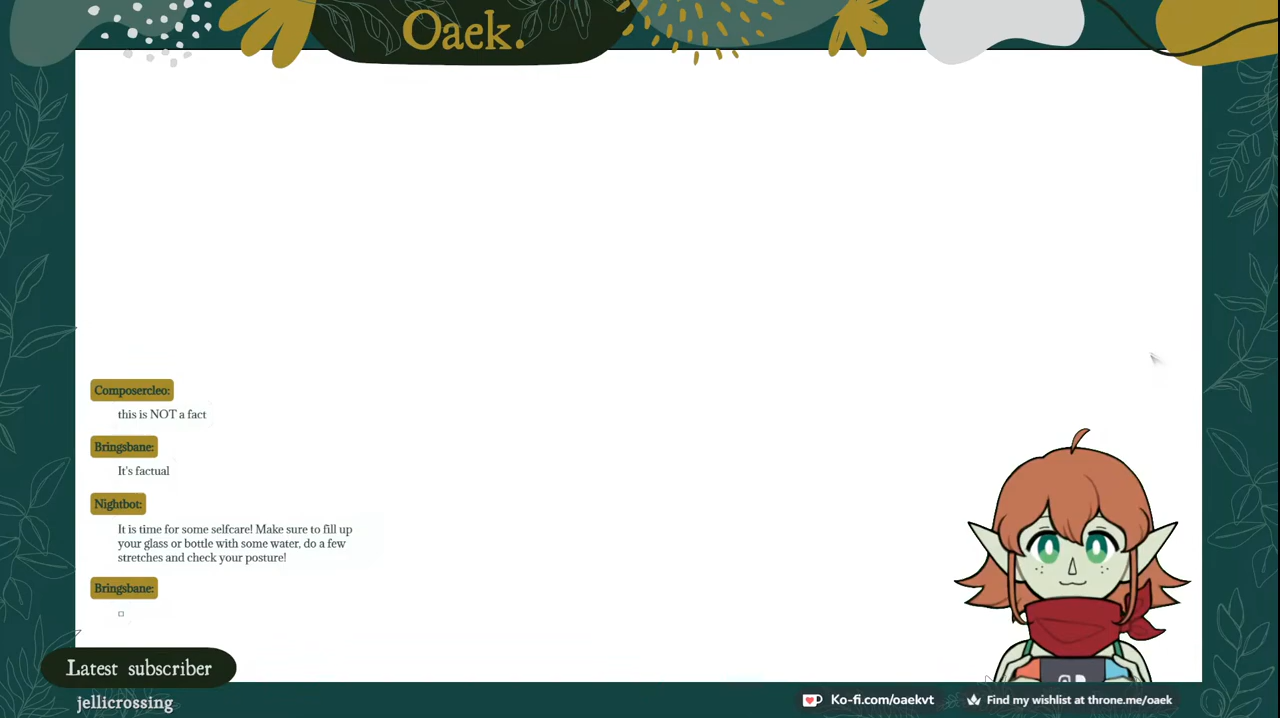 Oaek.
Composercleo:
this is NOT a fact
Bringsbane:
It's factual
Nightbot:
It is time for some selfcare! Make sure to fill up
your glass or bottle with some water, do a few
stretches and check your posture!
Bringsbane:
Latest subscriber
jellicrossing
Ko-fi.com/oaekvt
Find my wishlist at throne.me/oaek